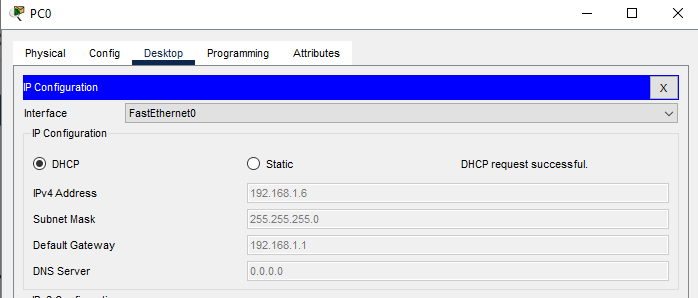 PC0
Physical Config Desktop Programming Attributes
IP Configuration X
Interface FastEthernet0
IP Configuration
DHCP Static DHCP request successful.
IPv4 Address 192.168.1.6
Subnet Mask 255.255.255.0
Default Gateway 192.168.1.1
DNS Server 0.0.0.0